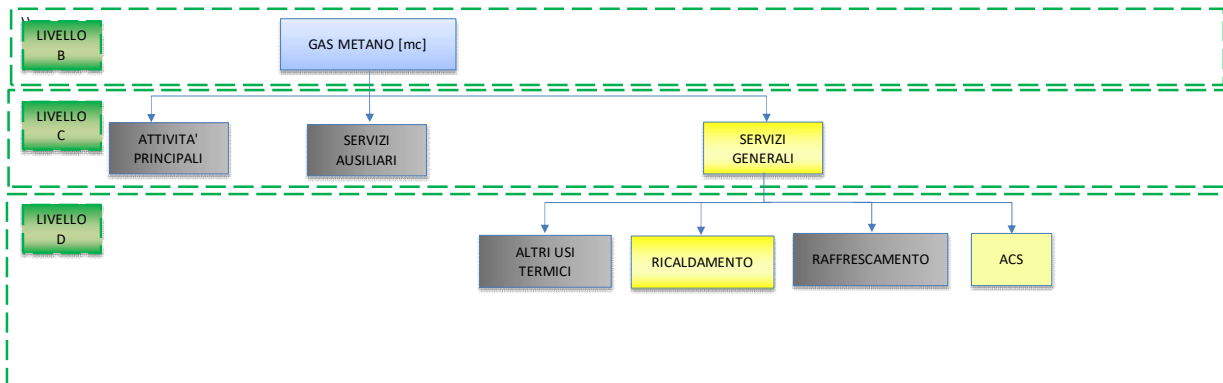 \\
LIVELLO
B
GAS METANO [mc]
LIVELLO
C
ATTIVITA'
PRINCIPALI
SERVIZI
AUSILIARI
SERVIZI
GENERALI
LIVELLO
D
ALTRI USI
TERMICI
RICALDAMENTO
RAFFRESCAMENTO
ACS